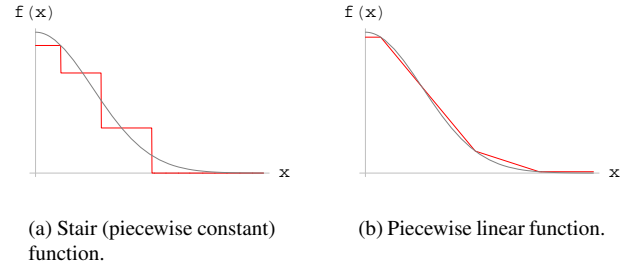 f(x)
x
(a) Stair (piecewise constant)
function.
f(x)
x
(b) Piecewise linear function.